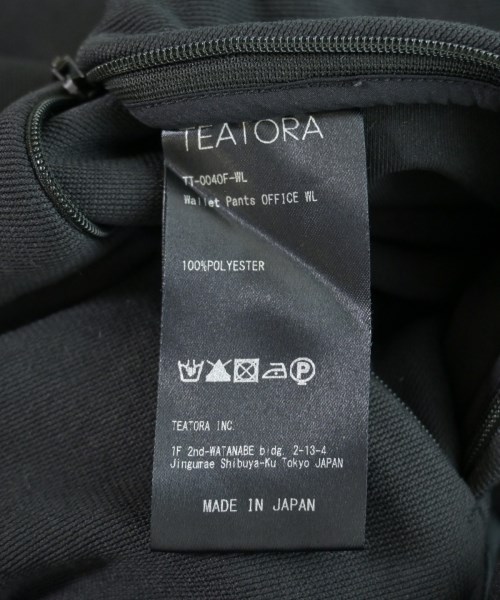 TEATORA
TT-004OF-WL
Wallet Pants OFFICE WL
100%POLYESTER
P
TEATORA INC.
1F 2nd-WATANABE bldg. 2-13-4
Jingumae Shibuya-Ku Tokyo JAPAN
MADE IN JAPAN